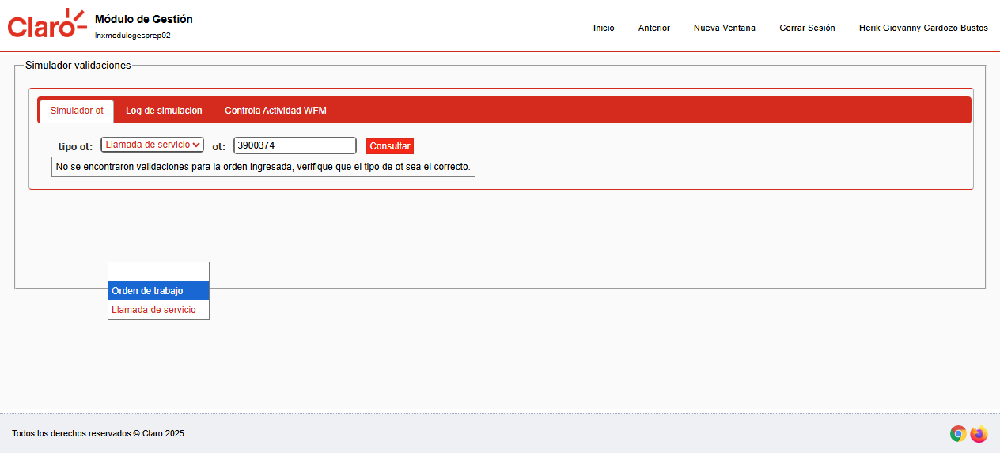 Claro Módulo de Gestión
lnxmodulogesprep02
Inicio Anterior Nueva Ventana Cerrar Sesión Herik Giovanny Cardozo Bustos
Simulador validaciones
Simulador ot Log de simulacion Controla Actividad WFM
tipo ot: Llamada de servicio ot: 3900374 Consultar
No se encontraron validaciones para la orden ingresada, verifique que el tipo de ot sea el correcto.
Orden de trabajo
Llamada de servicio
Todos los derechos reservados © Claro 2025